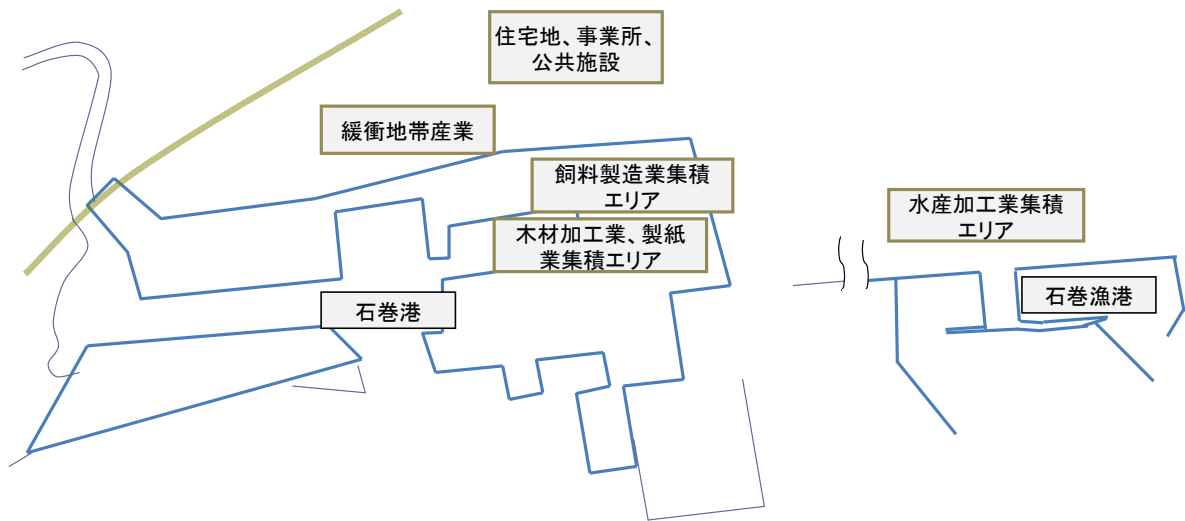 住宅地、事業所、
公共施設
緩衝地帯産業
飼料製造業集積
エリア
水産加工業集積
エリア
木材加工業、製紙
業集積エリア
石巻港
石巻漁港